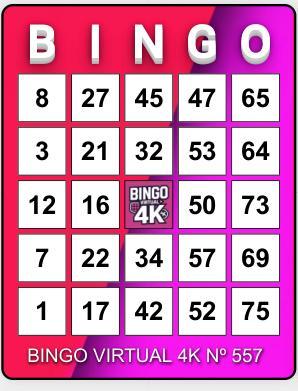 B I N G O
8 27 45 47 65
3 21 32 53 64
12 16 BINGO VIRTUAL 4K 50 73
7 22 34 57 69
1 17 42 52 75
BINGO VIRTUAL 4K Nº 557